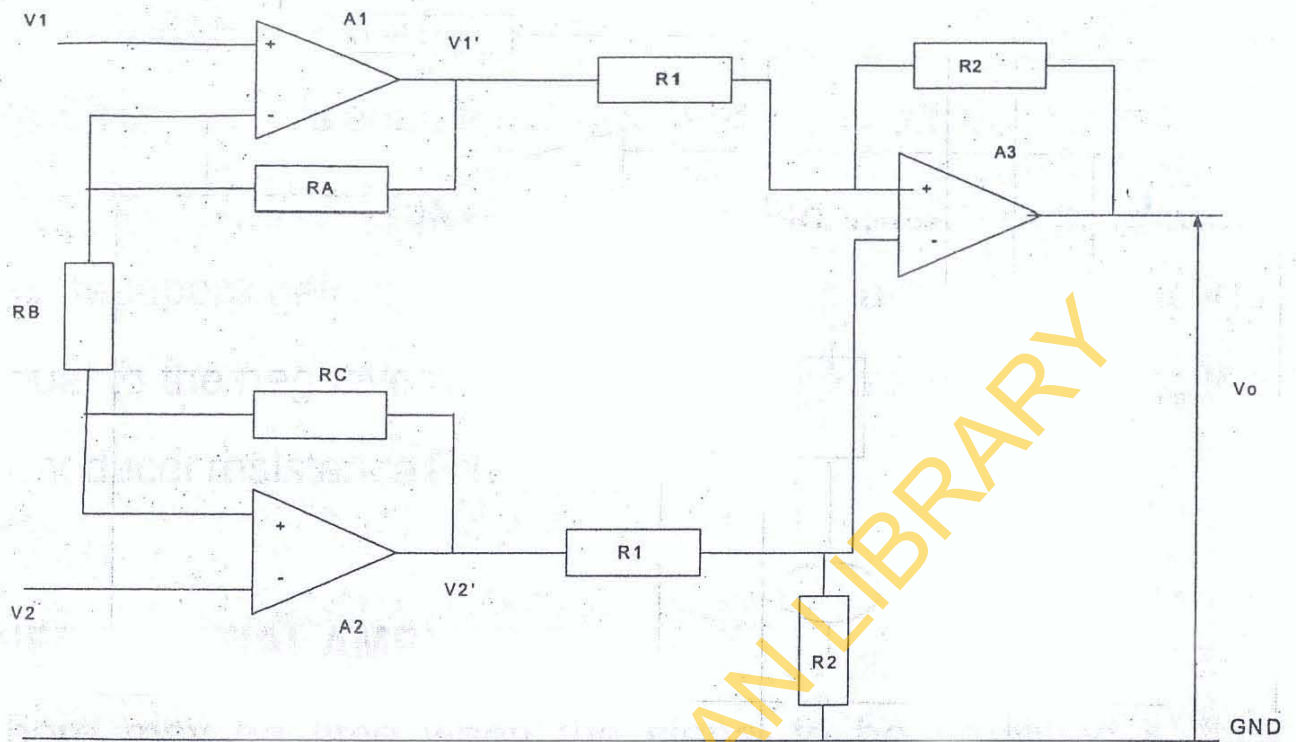 V1
A1
V1'
R1
R2
+
-
RA
A3
+
-
RB
RC
Vo
+
-
R1
V2
V2'
A2
R2
AN LIBRARY
GND